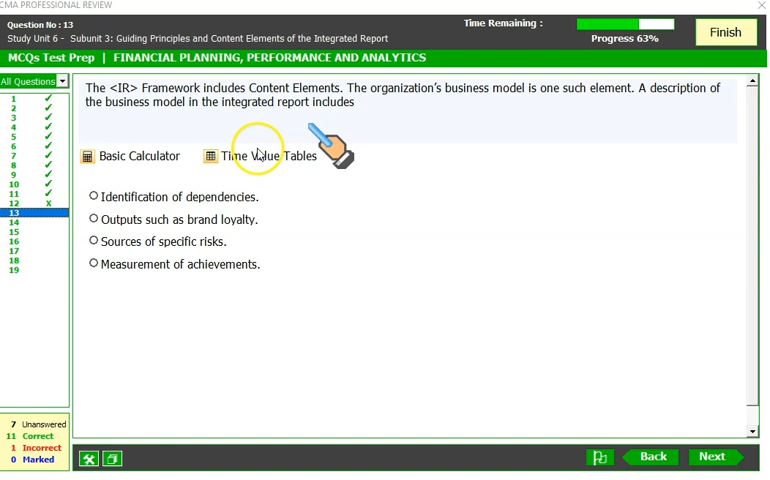 CMA PROFESSIONAL REVIEW
Question No : 13
Time Remaining :
Study Unit 6 - Subunit 3: Guiding Principles and Content Elements of the Integrated Report
Progress 63%
Finish
MCQs Test Prep | FINANCIAL PLANNING, PERFORMANCE AND ANALYTICS
All Questions
1
2
3
4
5
6
7
8
9
10
11
12 x
13
14
15
16
17
18
19
The <IR> Framework includes Content Elements. The organization's business model is one such element. A description of
the business model in the integrated report includes
Basic Calculator
Time Value Tables
Identification of dependencies.
Outputs such as brand loyalty.
Sources of specific risks.
Measurement of achievements.
7 Unanswered
11 Correct
1 Incorrect
0 Marked
Back
Next